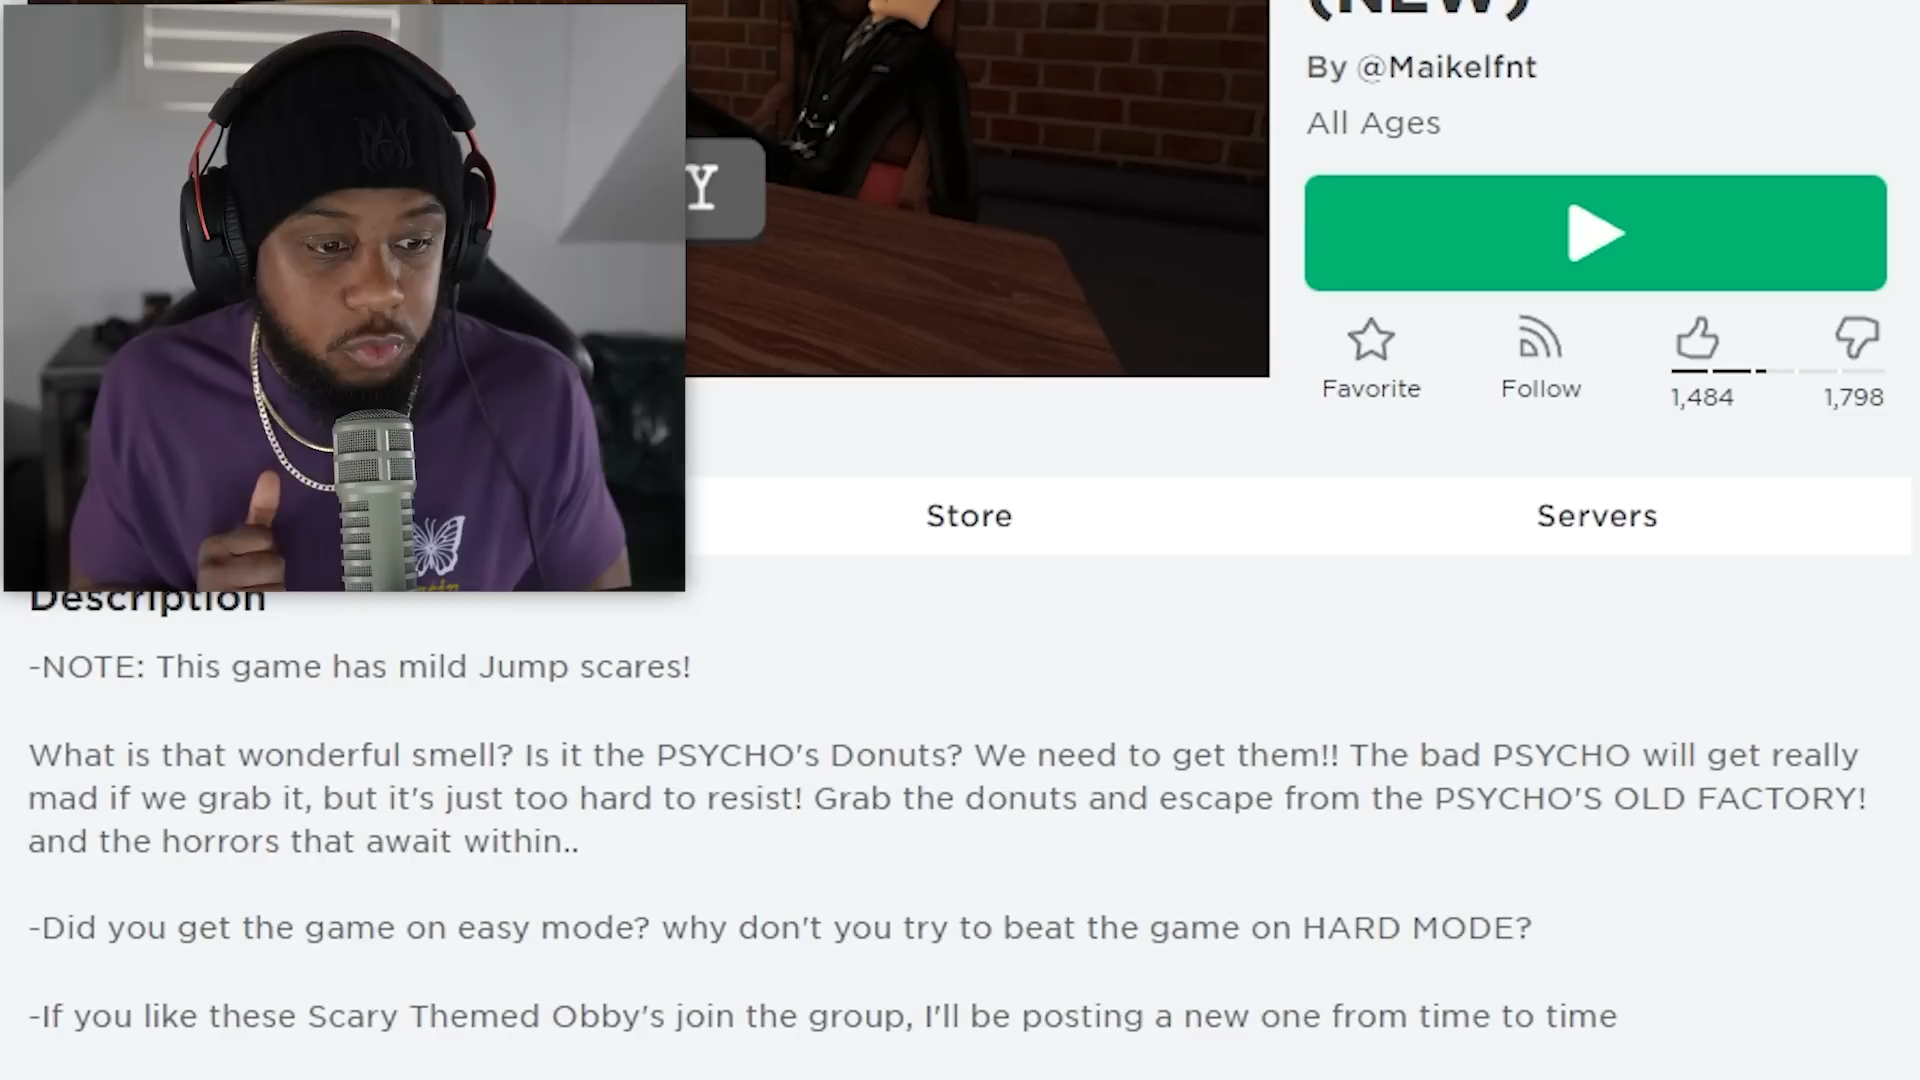 (NEW)
By @Maikelfnt
All Ages
Y
Favorite
Follow
1,484
1,798
Store
Servers
Description
-NOTE: This game has mild Jump scares!
What is that wonderful smell? Is it the PSYCHO's Donuts? We need to get them!! The bad PSYCHO will get really
mad if we grab it, but it's just too hard to resist! Grab the donuts and escape from the PSYCHO'S OLD FACTORY!
and the horrors that await within..
-Did you get the game on easy mode? why don't you try to beat the game on HARD MODE?
-If you like these Scary Themed Obby's join the group, I'll be posting a new one from time to time